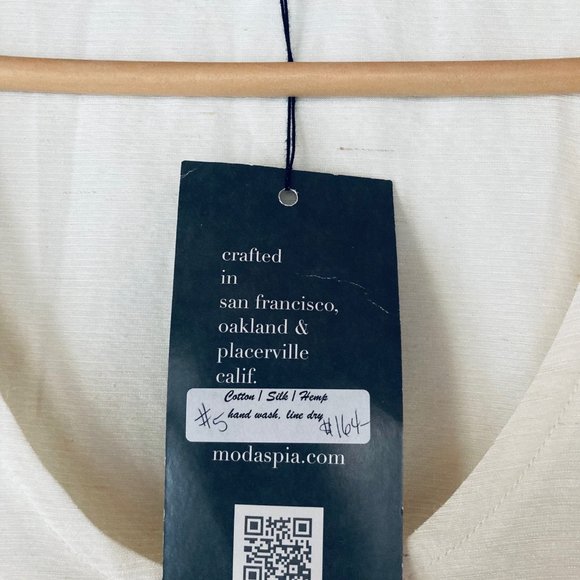 crafted
in
san francisco,
oakland &
placerville
calif.
Cotton | Silk | Hemp
hand wash, line dry
#5 $164-
modaspia.com